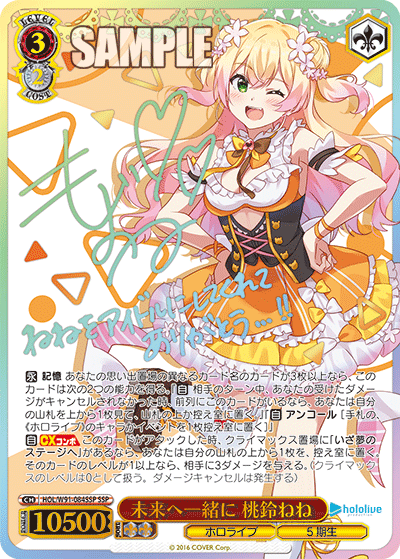 LEVEL
3
2
COST
SAMPLE
ねね
ねねをアイドルにしてくれて
ありがとう…!!
永 記憶 あなたの思い出置場の異なるカード名のカードが3枚以上なら、この
カードは次の2つの能力を得る。『自 相手のターン中、あなたの受けたダメー
ジがキャンセルされなかった時、前列にこのカードがいるなら、あなたは自分
の山札を上から1枚見て、山札の上か控え室に置く。』『自 アンコール [手札の、
《ホロライブ》のキャラかイベントを1枚控え室に置く]』
自 CXコンボ このカードがアタックした時、クライマックス置場に「いざ夢の
ステージへ」があるなら、あなたは自分の山札の上から1枚を、控え室に置き、
そのカードのレベルが1以上なら、相手に3ダメージを与える。(クライマックス
のレベルは0として扱う。ダメージキャンセルは発生する)
CH HOL/W91-084SSP SSP
10500
未来へ一緒に 桃鈴ねね
ホロライブ
5期生
hololive
production
© 2016 COVER Corp.